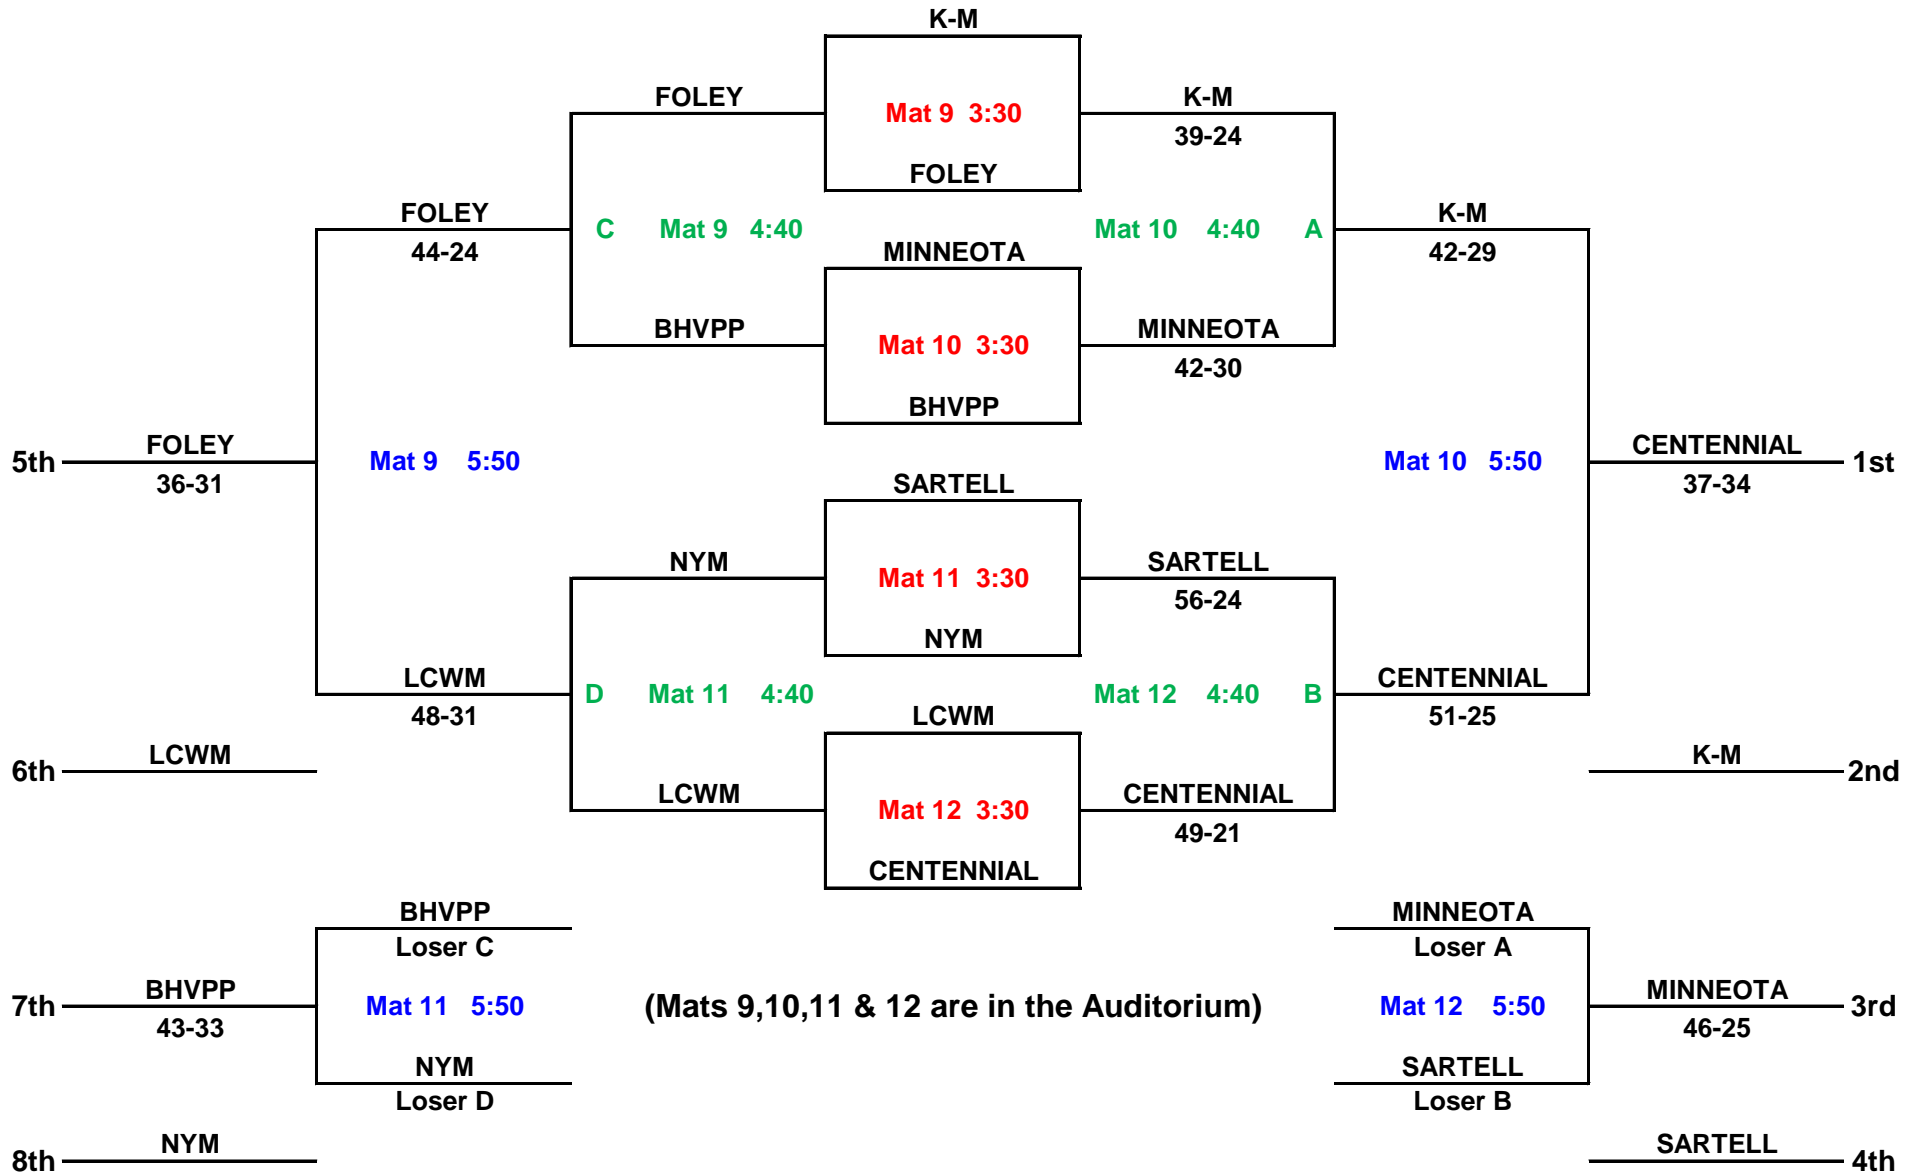 K-M
FOLEY
Mat 9 3:30
K-M
39-24
FOLEY
FOLEY
44-24
C Mat 9 4:40
Mat 10 4:40 A
K-M
42-29
MINNEOTA
BHVPP
Mat 10 3:30
MINNEOTA
42-30
BHVPP
5th
FOLEY
36-31
Mat 9 5:50
Mat 10 5:50
CENTENNIAL
37-34
1st
SARTELL
NYM
Mat 11 3:30
SARTELL
56-24
NYM
LCWM
48-31
D Mat 11 4:40
Mat 12 4:40 B
CENTENNIAL
51-25
LCWM
6th
LCWM
K-M
2nd
LCWM
Mat 12 3:30
CENTENNIAL
49-21
CENTENNIAL
BHVPP
Loser C
MINNEOTA
Loser A
7th
BHVPP
43-33
Mat 11 5:50
(Mats 9,10,11 & 12 are in the Auditorium)
Mat 12 5:50
MINNEOTA
46-25
3rd
NYM
Loser D
SARTELL
Loser B
8th
NYM
SARTELL
4th